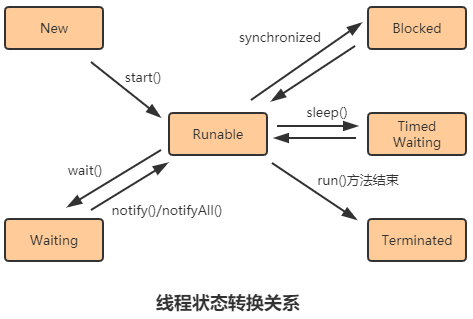 New
Blocked
synchronized
start()
sleep()
Runable
Timed
Waiting
wait()
run()方法结束
notify()/notifyAll()
Waiting
Terminated
线程状态转换关系